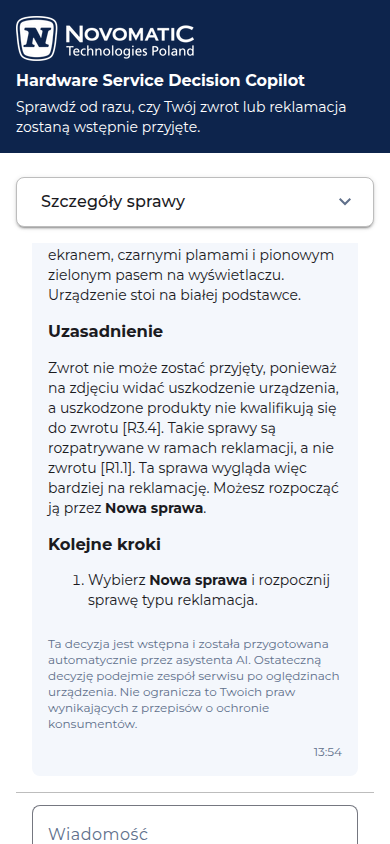 NOVOMATIC
Technologies Poland
Hardware Service Decision Copilot
Sprawdź od razu, czy Twój zwrot lub reklamacja
zostaną wstępnie przyjęte.
Szczegóły sprawy
ekranem, czarnymi plamami i pionowym
zielonym pasem na wyświetlaczu.
Urządzenie stoi na białej podstawce.
Uzasadnienie
Zwrot nie może zostać przyjęty, ponieważ
na zdjęciu widać uszkodzenie urządzenia,
a uszkodzone produkty nie kwalifikują się
do zwrotu [R3.4]. Takie sprawy są
rozpatrywane w ramach reklamacji, a nie
zwrotu [R1.1]. Ta sprawa wygląda więc
bardziej na reklamację. Możesz rozpocząć
ją przez Nowa sprawa.
Kolejne kroki
1. Wybierz Nowa sprawa i rozpocznij
sprawę typu reklamacja.
Ta decyzja jest wstępna i została przygotowana
automatycznie przez asystenta AI. Ostateczną
decyzję podejmie zespół serwisu po oględzinach
urządzenia. Nie ogranicza to Twoich praw
wynikających z przepisów o ochronie
konsumentów.
13:54
Wiadomość